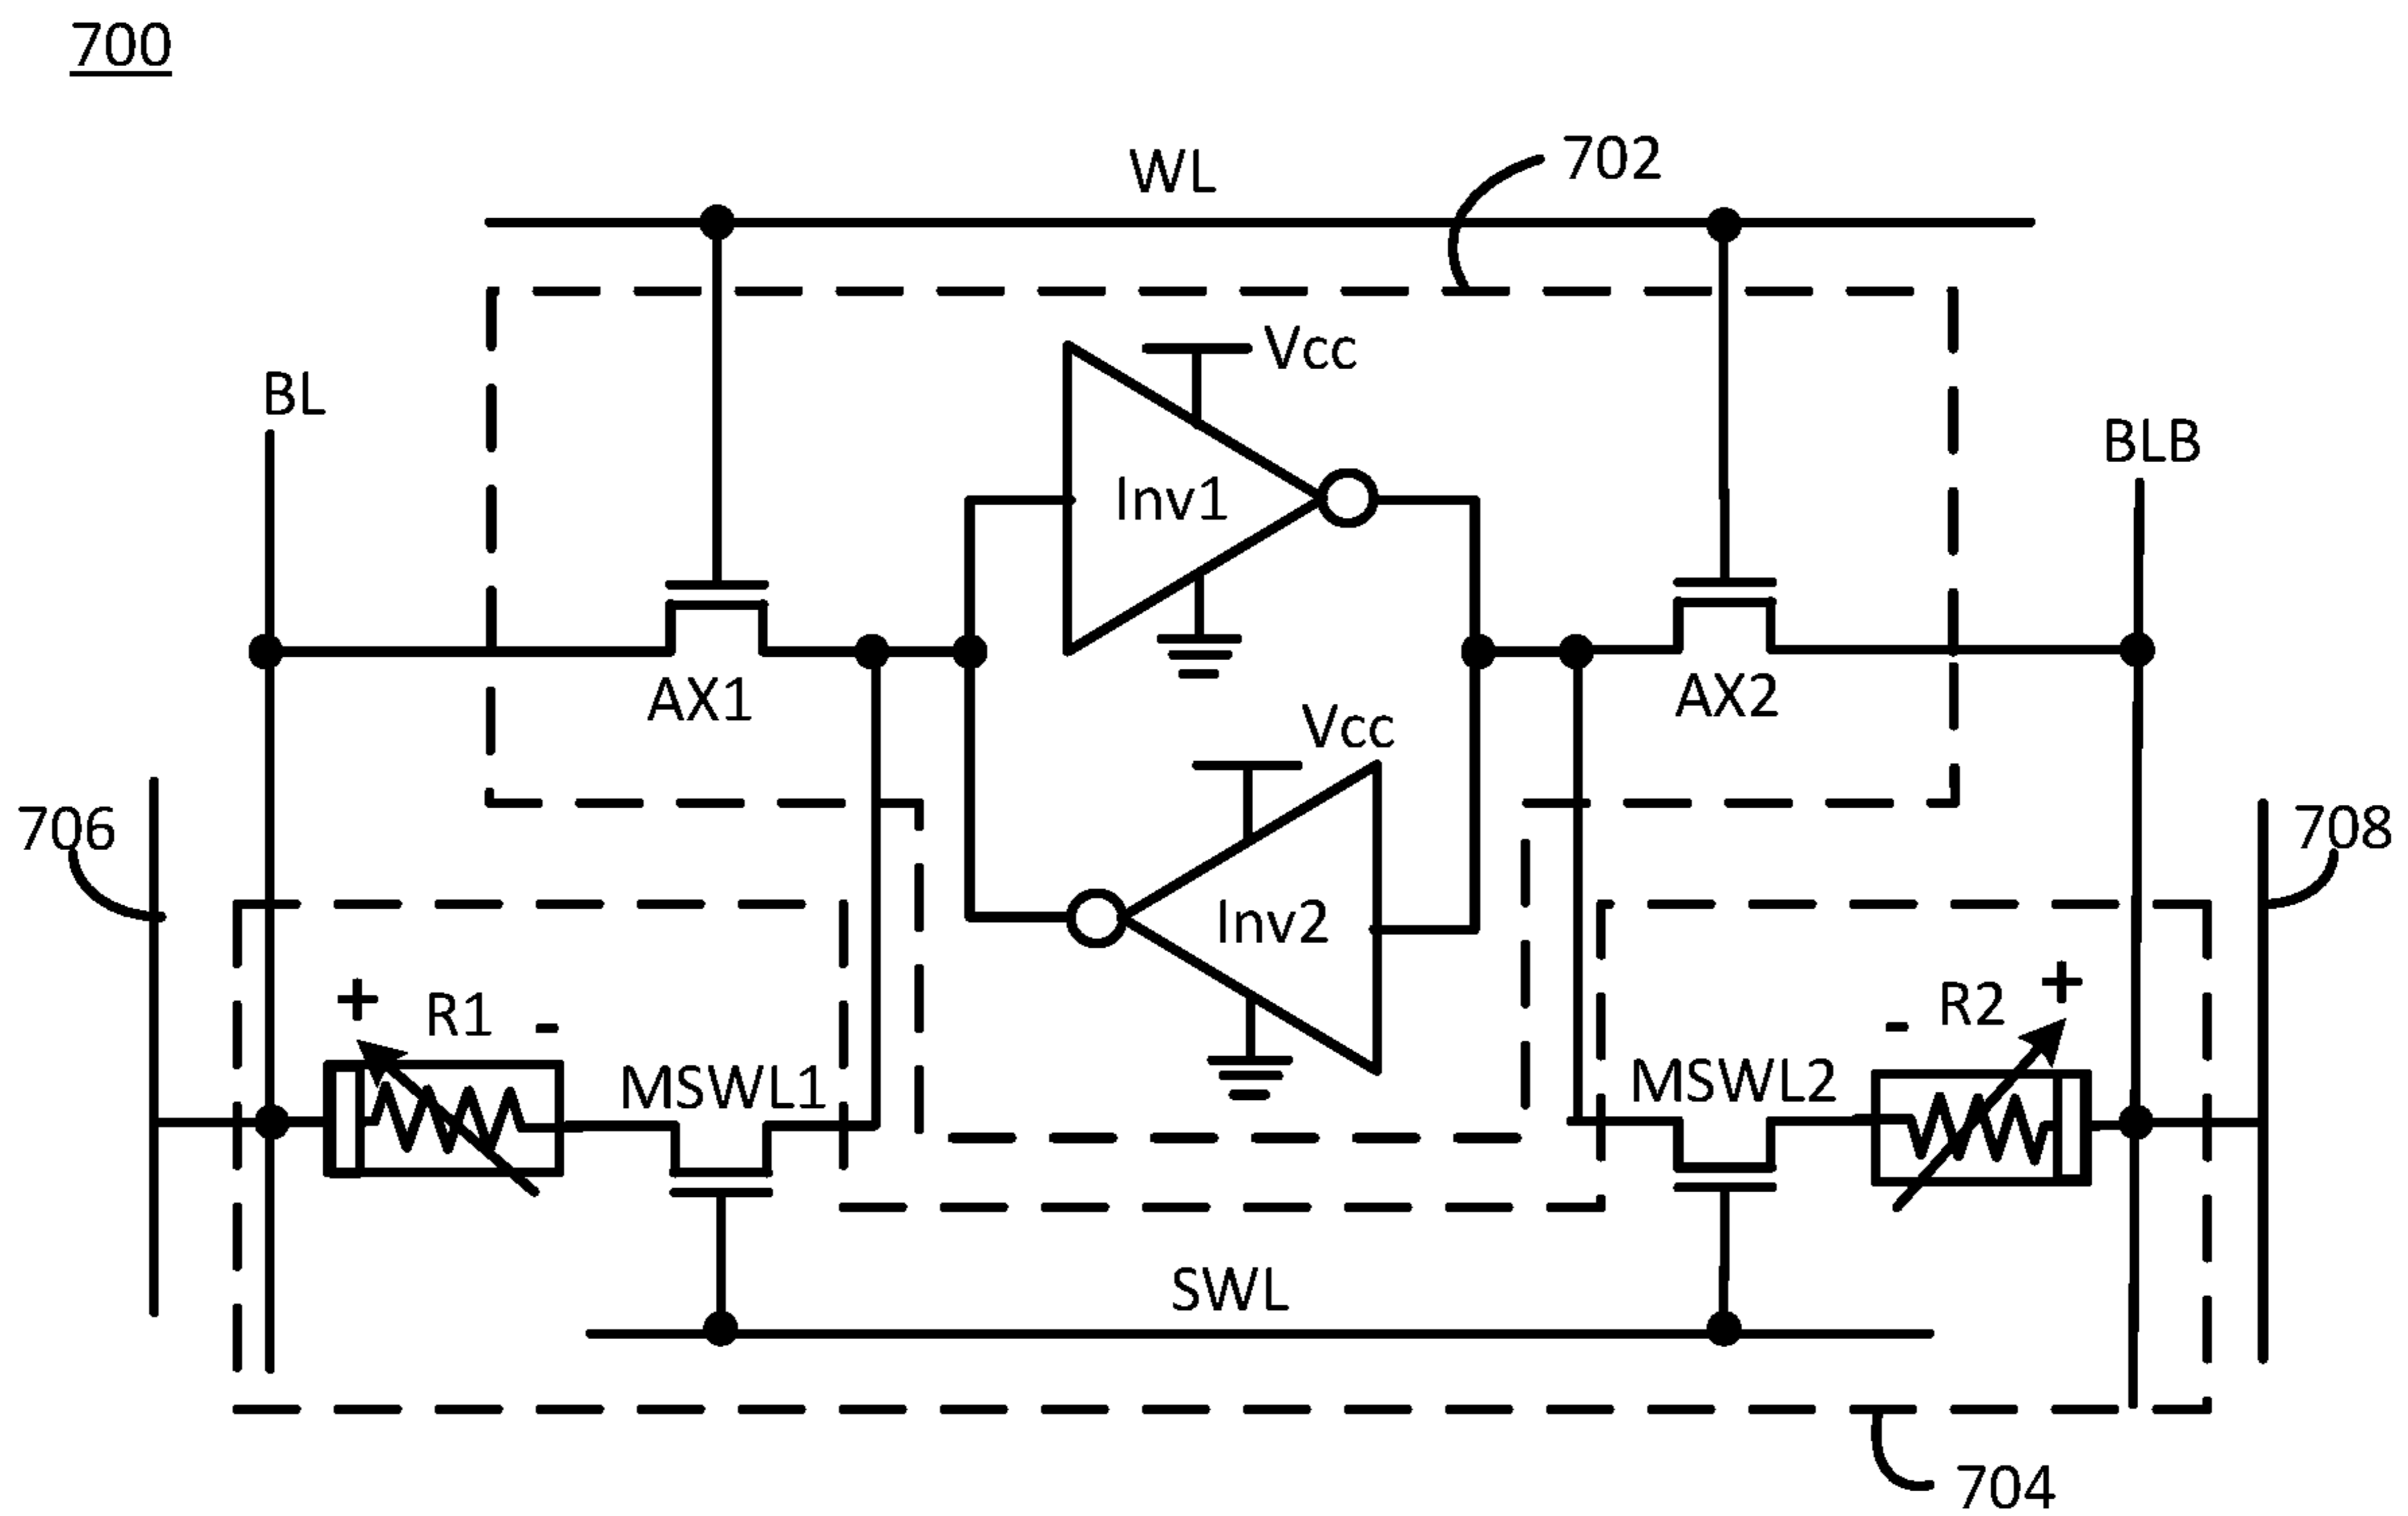 700
WL
702
Vcc
BL
BLB
Inv1
AX1
AX2
Vcc
706
708
Inv2
+ R1 -
- R2 +
MSWL1
MSWL2
SWL
704